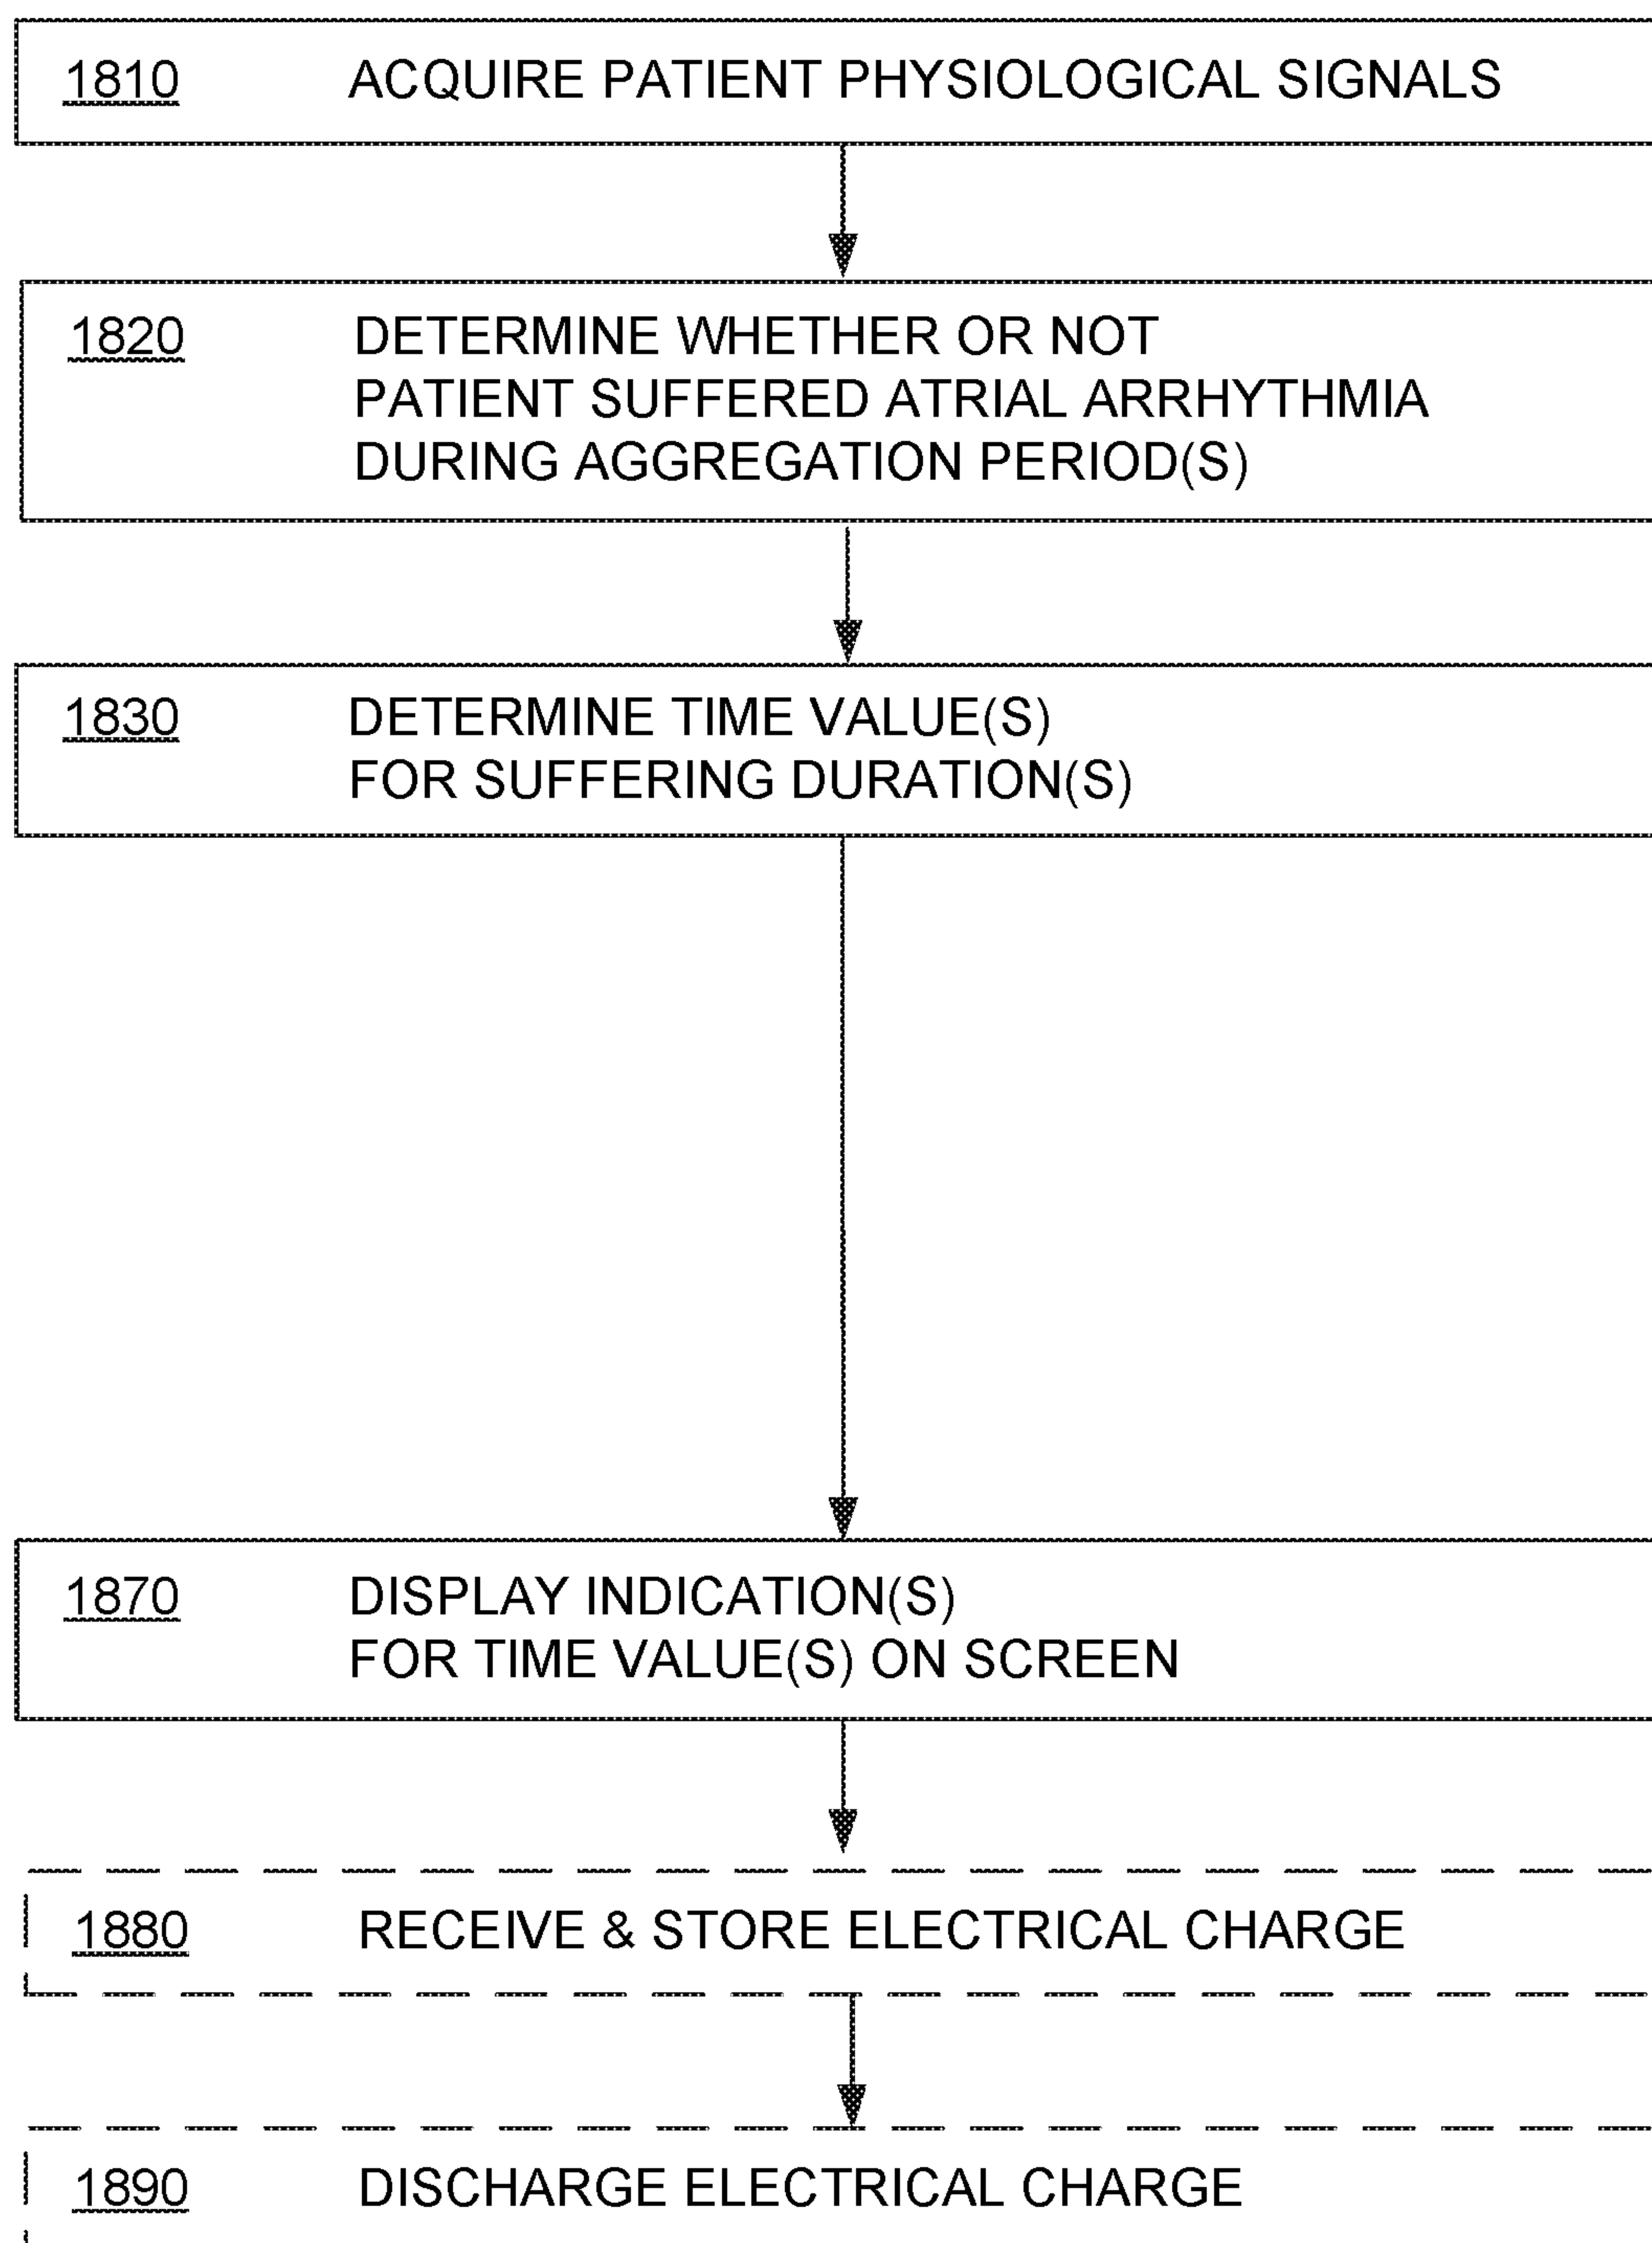 1810 ACQUIRE PATIENT PHYSIOLOGICAL SIGNALS
1820 DETERMINE WHETHER OR NOT
PATIENT SUFFERED ATRIAL ARRHYTHMIA
DURING AGGREGATION PERIOD(S)
1830 DETERMINE TIME VALUE(S)
FOR SUFFERING DURATION(S)
1870 DISPLAY INDICATION(S)
FOR TIME VALUE(S) ON SCREEN
1880 RECEIVE & STORE ELECTRICAL CHARGE
1890 DISCHARGE ELECTRICAL CHARGE